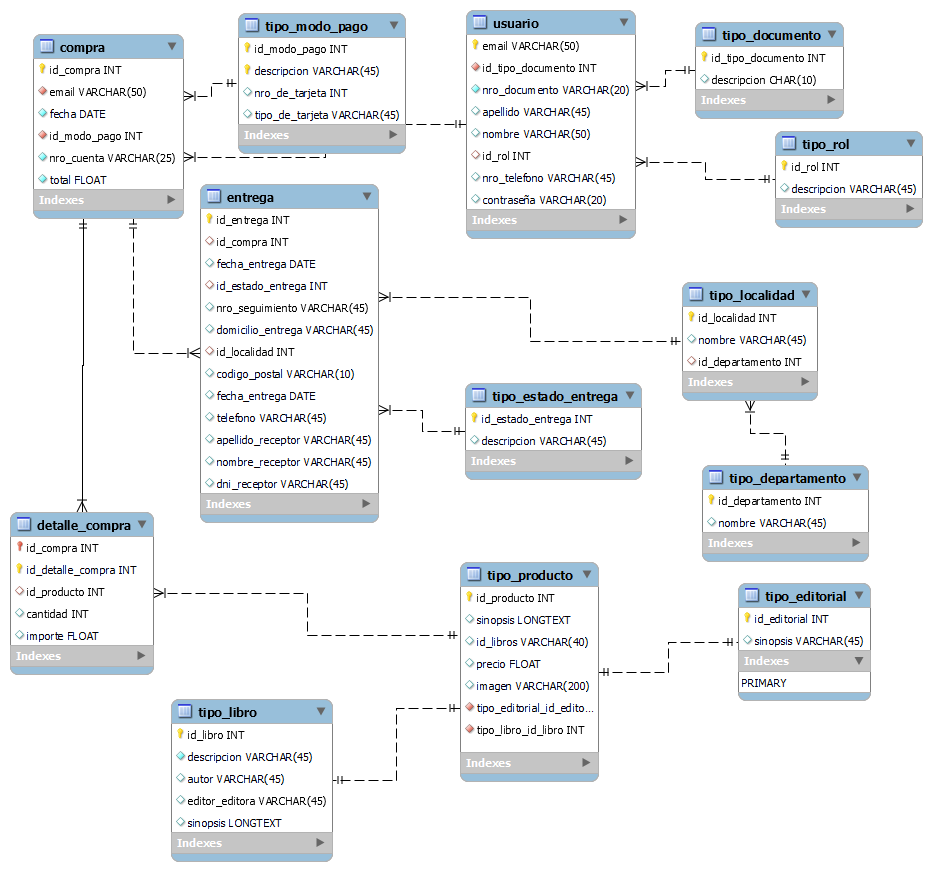 compra
id_compra INT
email VARCHAR(50)
fecha DATE
id_modo_pago INT
nro_cuenta VARCHAR(25)
total FLOAT
Indexes
tipo_modo_pago
id_modo_pago INT
descripcion VARCHAR(45)
nro_de_tarjeta INT
tipo_de_tarjeta VARCHAR(45)
Indexes
usuario
email VARCHAR(50)
id_tipo_documento INT
nro_documento VARCHAR(20)
apellido VARCHAR(45)
nombre VARCHAR(50)
id_rol INT
nro_telefono VARCHAR(45)
contraseña VARCHAR(20)
Indexes
tipo_documento
id_tipo_documento INT
descripcion CHAR(10)
Indexes
tipo_rol
id_rol INT
descripcion VARCHAR(45)
Indexes
entrega
id_entrega INT
id_compra INT
fecha_entrega DATE
id_estado_entrega INT
nro_seguimiento VARCHAR(45)
domicilio_entrega VARCHAR(45)
id_localidad INT
codigo_postal VARCHAR(10)
fecha_entrega DATE
telefono VARCHAR(45)
apellido_receptor VARCHAR(45)
nombre_receptor VARCHAR(45)
dni_receptor VARCHAR(45)
Indexes
tipo_localidad
id_localidad INT
nombre VARCHAR(45)
id_departamento INT
Indexes
tipo_estado_entrega
id_estado_entrega INT
descripcion VARCHAR(45)
Indexes
tipo_departamento
id_departamento INT
nombre VARCHAR(45)
Indexes
detalle_compra
id_compra INT
id_detalle_compra INT
id_producto INT
cantidad INT
importe FLOAT
Indexes
tipo_producto
id_producto INT
sinopsis LONGTEXT
id_libros VARCHAR(40)
precio FLOAT
imagen VARCHAR(200)
tipo_editorial_id_edito...
tipo_libro_id_libro INT
Indexes
tipo_editorial
id_editorial INT
sinopsis VARCHAR(45)
Indexes
PRIMARY
tipo_libro
id_libro INT
descripcion VARCHAR(45)
autor VARCHAR(45)
editor_editora VARCHAR(45)
sinopsis LONGTEXT
Indexes